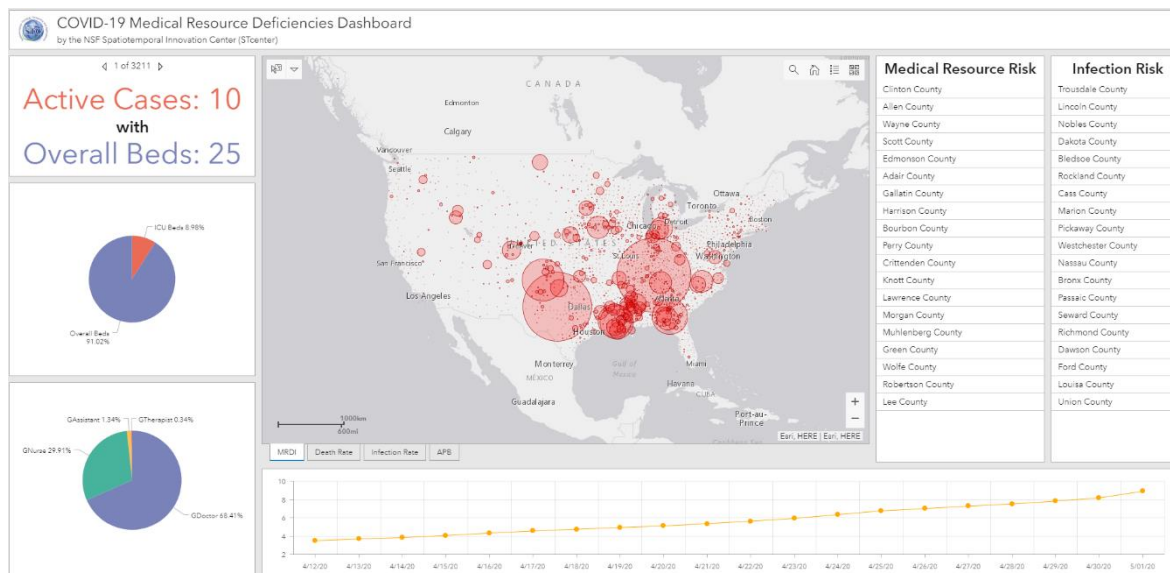 COVID-19 Medical Resource Deficiencies Dashboard
by the NSF Spatiotemporal Innovation Center (STcenter)
1 of 3211
Active Cases: 10
with
Overall Beds: 25
ICU Beds 8.98%
Overall Beds
91.02%
GAssistant 1.34%
GTherapist 0.34%
GNurse 29.91%
GDoctor 68.41%
CANADA
Edmonton
Calgary
Vancouver
Seattle
Ottawa
Toronto
Boston
Chicago
Detroit
UNITED STATES
Denver
Philadelphia
Washington
St Louis
San Francisco
Los Angeles
Dallas
Atlanta
Houston
Monterrey
Gulf of
Mexico
Miami
MÉXICO
Havana
CUBA
Guadalajara
Port-au-
Prince
1000km
600mi
+
−
Esri, HERE | Esri, HERE
MRDI
Death Rate
Infection Rate
APB
Medical Resource Risk
Clinton County
Allen County
Wayne County
Scott County
Edmonson County
Adair County
Gallatin County
Harrison County
Bourbon County
Perry County
Crittenden County
Knott County
Lawrence County
Morgan County
Muhlenberg County
Green County
Wolfe County
Robertson County
Lee County
Infection Risk
Trousdale County
Lincoln County
Nobles County
Dakota County
Bledsoe County
Rockland County
Cass County
Marion County
Pickaway County
Westchester County
Nassau County
Bronx County
Passaic County
Seward County
Richmond County
Dawson County
Ford County
Louisa County
Union County
10
8
6
4
2
4/12/20 4/13/20 4/14/20 4/15/20 4/16/20 4/17/20 4/18/20 4/19/20 4/20/20 4/21/20 4/22/20 4/23/20 4/24/20 4/25/20 4/26/20 4/27/20 4/28/20 4/29/20 4/30/20 5/01/20